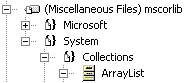 (Miscellaneous Files) mscorlib
Microsoft
System
Collections
ArrayList